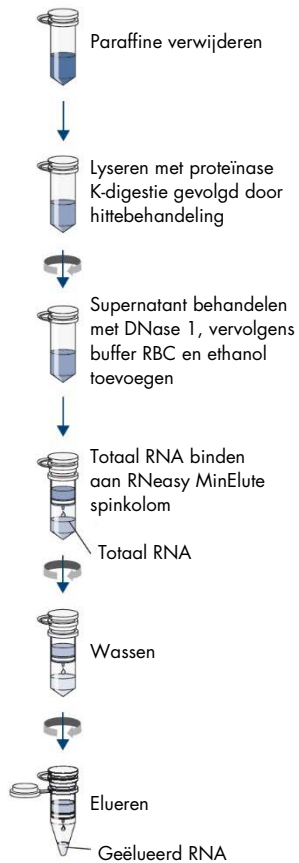 Paraffine verwijderen
Lyseren met proteïnase
K-digestie gevolgd door
hittebehandeling
Supernatant behandelen
met DNase 1, vervolgens
buffer RBC en ethanol
toevoegen
Totaal RNA binden
aan RNeasy MinElute
spinkolom
Totaal RNA
Wassen
Elueren
Geëlueerd RNA